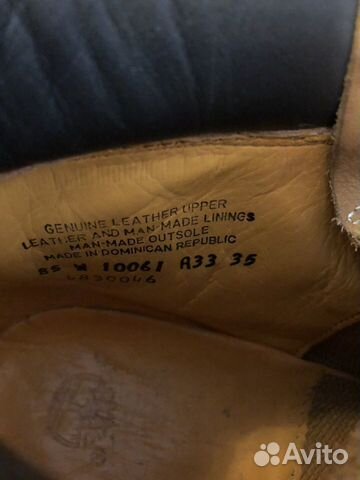 GENUINE LEATHER UPPER
LEATHER AND MAN-MADE LININGS
MAN-MADE OUTSOLE
MADE IN DOMINICAN REPUBLIC
85 W 10061 A33 35
Avito